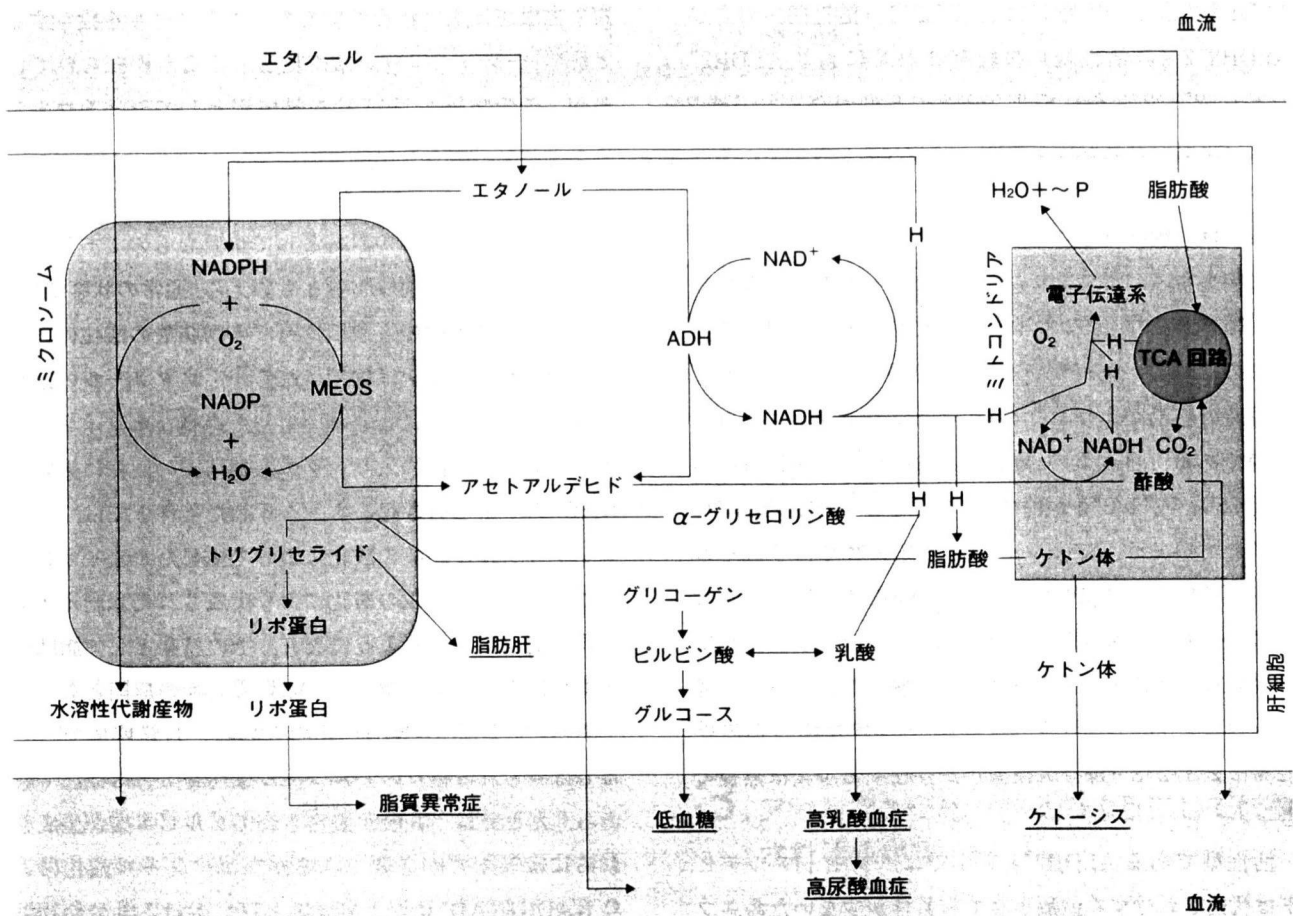 血流
エタノール
エタノール
H₂O+~P
脂肪酸
H
NADPH
NAD⁺
ミクロソーム
+
ミトコンドリア
電子伝達系
O₂
O₂
H
TCA 回路
ADH
H
MEOS
NADP
NADH
H
+
NAD⁺
NADH
CO₂
H₂O
アセトアルデヒド
酢酸
H
H
α-グリセロリン酸
トリグリセライド
脂肪酸
ケトン体
グリコーゲン
リポ蛋白
脂肪肝
ピルビン酸
乳酸
ケトン体
肝細胞
水溶性代謝産物
リポ蛋白
グルコース
脂質異常症
低血糖
高乳酸血症
ケトーシス
高尿酸血症
血流